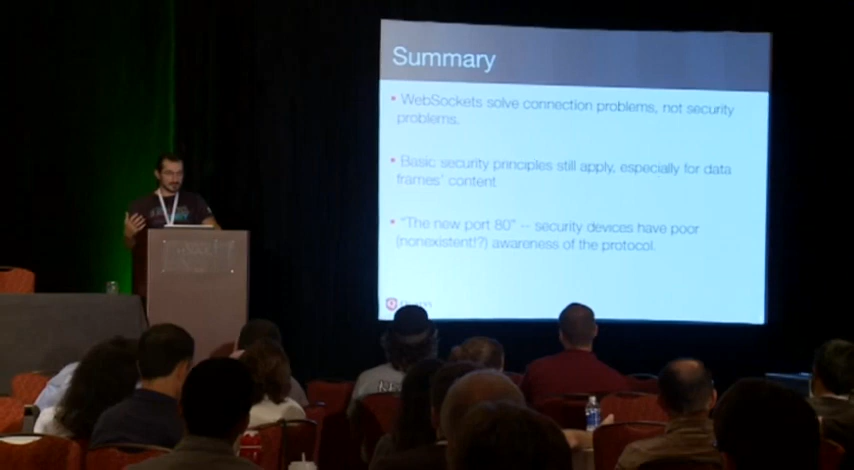 Summary
• WebSockets solve connection problems, not security
problems.
• Basic security principles still apply, especially for data
frames' content
• "The new port 80" -- security devices have poor
(nonexistent!?) awareness of the protocol.